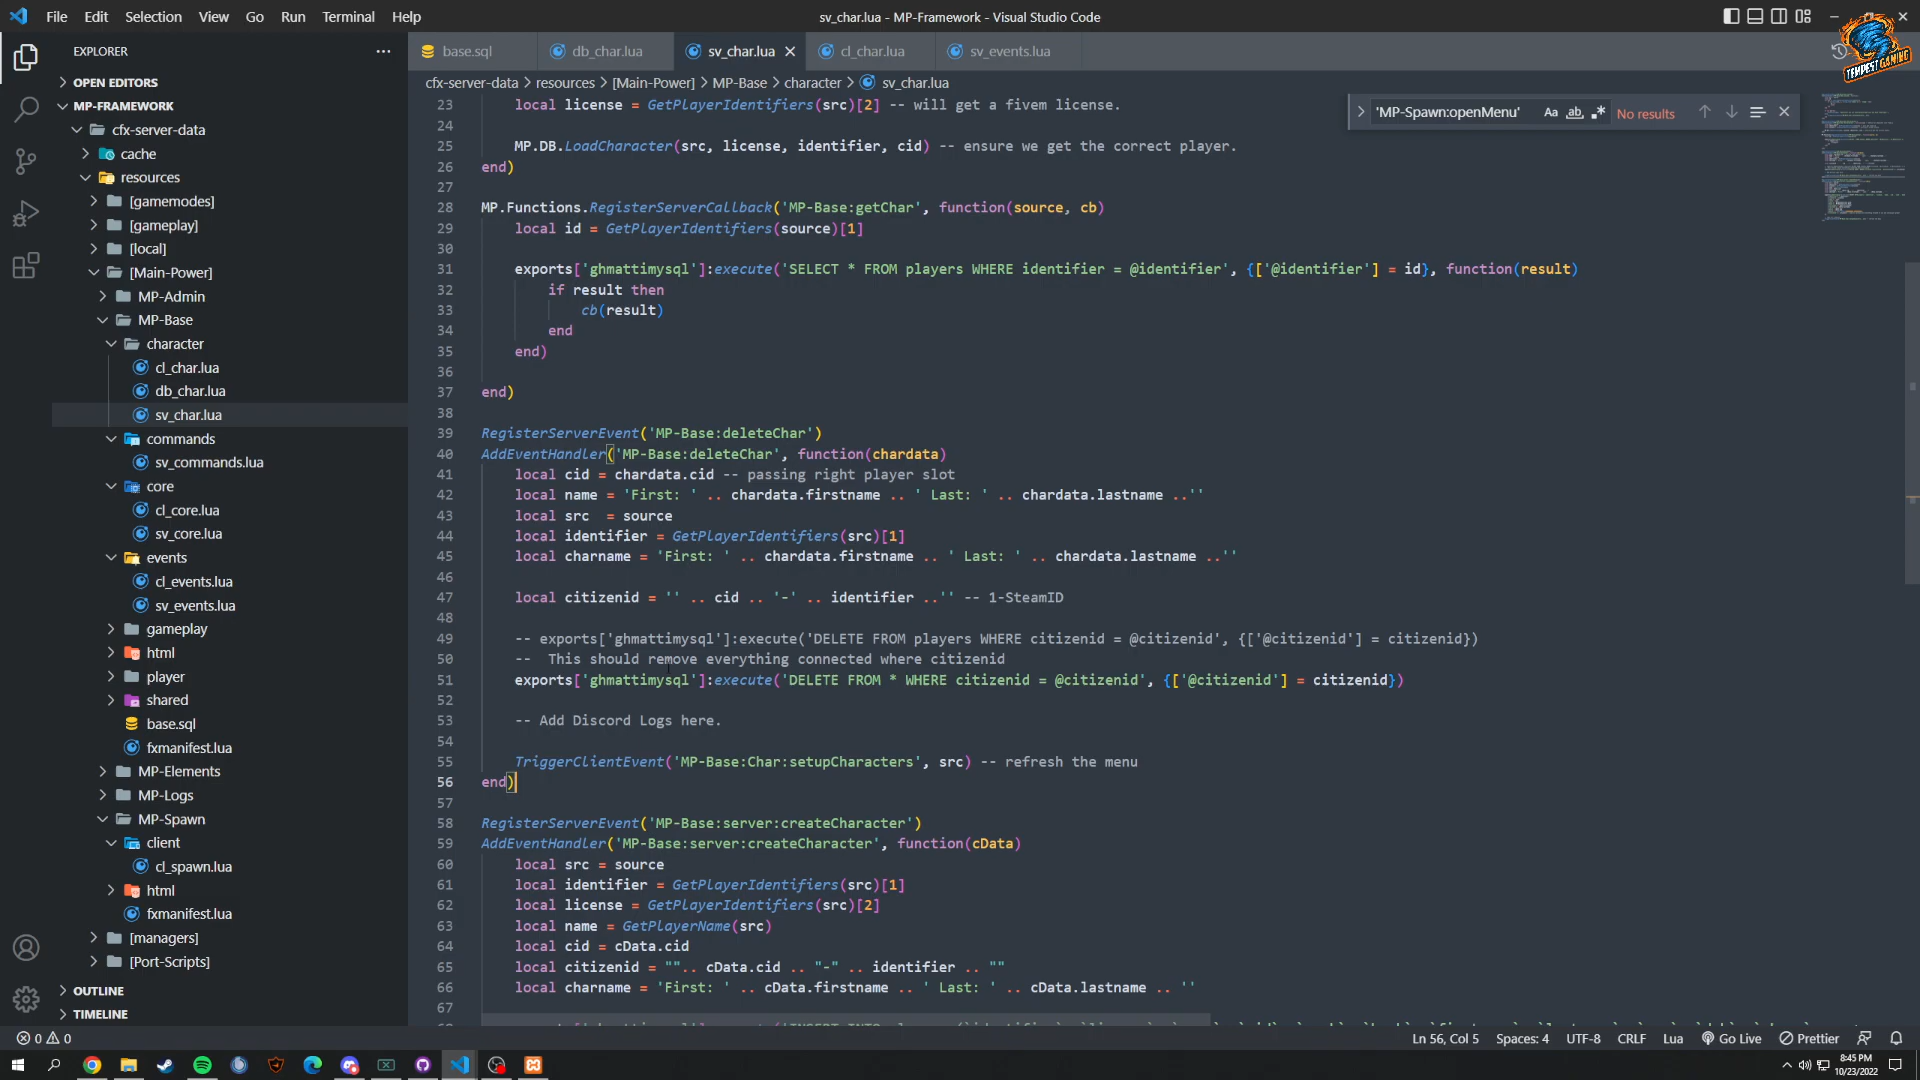 File Edit Selection View Go Run Terminal Help
sv_char.lua - MP-Framework - Visual Studio Code
TEMPEST GAMING
EXPLORER
base.sql
db_char.lua
sv_char.lua
cl_char.lua
sv_events.lua
OPEN EDITORS
MP-FRAMEWORK
cfx-server-data
cache
resources
[gamemodes]
[gameplay]
[local]
[Main-Power]
MP-Admin
MP-Base
character
cl_char.lua
db_char.lua
sv_char.lua
commands
sv_commands.lua
core
cl_core.lua
sv_core.lua
events
cl_events.lua
sv_events.lua
gameplay
html
player
shared
base.sql
fxmanifest.lua
MP-Elements
MP-Logs
MP-Spawn
client
cl_spawn.lua
html
fxmanifest.lua
[managers]
[Port-Scripts]
OUTLINE
TIMELINE
cfx-server-data > resources > [Main-Power] > MP-Base > character > sv_char.lua
'MP-Spawn:openMenu' Aa ab No results
23 local license = GetPlayerIdentifiers(src)[2] -- will get a fivem license.
24
25 MP.DB.LoadCharacter(src, license, identifier, cid) -- ensure we get the correct player.
26 end)
27
28 MP.Functions.RegisterServerCallback('MP-Base:getChar', function(source, cb)
29 local id = GetPlayerIdentifiers(source)[1]
30
31 exports['ghmattimysql']:execute('SELECT * FROM players WHERE identifier = @identifier', {['@identifier'] = id}, function(result)
32 if result then
33 cb(result)
34 end
35 end)
36
37 end)
38
39 RegisterServerEvent('MP-Base:deleteChar')
40 AddEventHandler('MP-Base:deleteChar', function(chardata)
41 local cid = chardata.cid -- passing right player slot
42 local name = 'First: ' .. chardata.firstname .. ' Last: ' .. chardata.lastname ..''
43 local src  = source
44 local identifier = GetPlayerIdentifiers(src)[1]
45 local charname = 'First: ' .. chardata.firstname .. ' Last: ' .. chardata.lastname ..''
46
47 local citizenid = '' .. cid .. '-' .. identifier ..'' -- 1-SteamID
48
49 -- exports['ghmattimysql']:execute('DELETE FROM players WHERE citizenid = @citizenid', {['@citizenid'] = citizenid})
50 --  This should remove everything connected where citizenid
51 exports['ghmattimysql']:execute('DELETE FROM * WHERE citizenid = @citizenid', {['@citizenid'] = citizenid})
52
53 -- Add Discord Logs here.
54
55 TriggerClientEvent('MP-Base:Char:setupCharacters', src) -- refresh the menu
56 end)
57
58 RegisterServerEvent('MP-Base:server:createCharacter')
59 AddEventHandler('MP-Base:server:createCharacter', function(cData)
60 local src = source
61 local identifier = GetPlayerIdentifiers(src)[1]
62 local license = GetPlayerIdentifiers(src)[2]
63 local name = GetPlayerName(src)
64 local cid = cData.cid
65 local citizenid = "".. cData.cid .. "-" .. identifier .. ""
66 local charname = 'First: ' .. cData.firstname .. ' Last: ' .. cData.lastname .. ''
67
0 0 Ln 56, Col 5 Spaces: 4 UTF-8 CRLF Lua Go Live Prettier
8:45 PM
10/23/2022